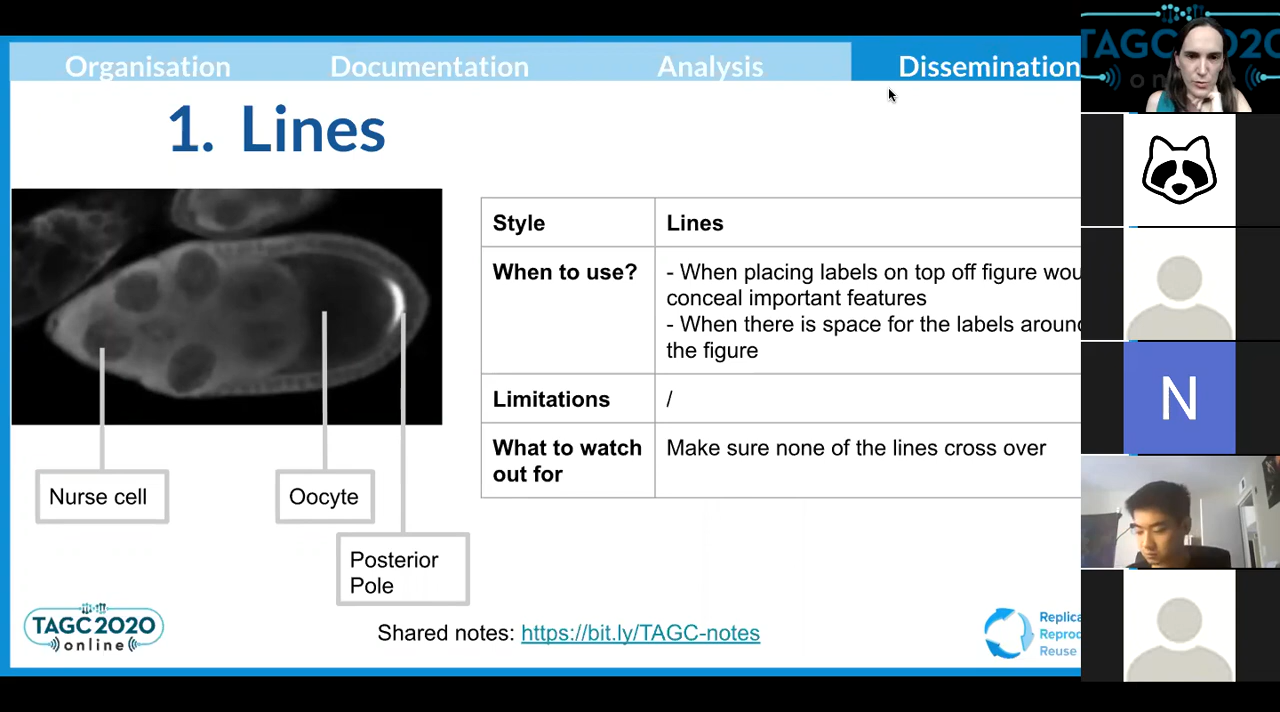 Organisation
Documentation
Analysis
Dissemination
1. Lines
Style
Lines
When to use?
- When placing labels on top off figure wou
conceal important features
- When there is space for the labels aroun
the figure
Limitations
/
What to watch
out for
Make sure none of the lines cross over
Nurse cell
Oocyte
Posterior
Pole
TAGC 2020
online
Shared notes: https://bit.ly/TAGC-notes
Replica
Reprod
Reuse
TAGC 2020
N